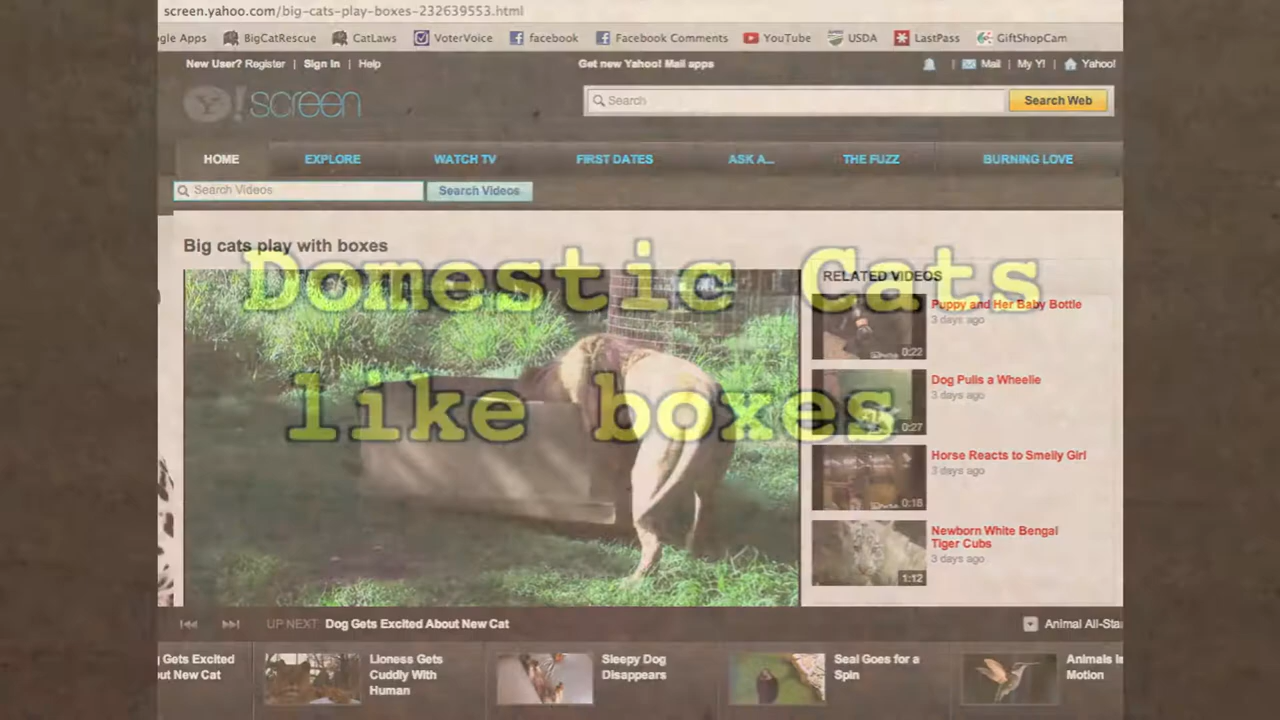 screen.yahoo.com/big-cats-play-boxes-232639553.html
gle Apps BigCatRescue CatLaws VoterVoice facebook Facebook Comments YouTube USDA LastPass GiftShopCam
New User? Register | Sign In | Help Get new Yahoo! Mail apps | Mail | My Y! | Yahoo!
Y! screen Search Search Web
HOME EXPLORE WATCH TV FIRST DATES ASK A... THE FUZZ BURNING LOVE
Search Videos Search Videos
Big cats play with boxes
Domestic Cats
like boxes
RELATED VIDEOS
Puppy and Her Baby Bottle
3 days ago
0:22
Dog Pulls a Wheelie
3 days ago
0:27
Horse Reacts to Smelly Girl
3 days ago
0:18
Newborn White Bengal
Tiger Cubs
3 days ago
1:12
UP NEXT Dog Gets Excited About New Cat Animal All-Sta
g Gets Excited
ut New Cat
Lioness Gets
Cuddly With
Human
Sleepy Dog
Disappears
Seal Goes for a
Spin
Animals In
Motion